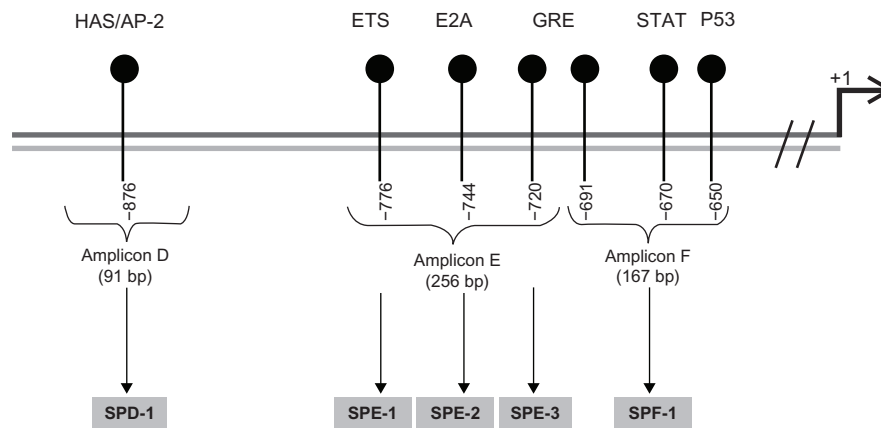 HAS/AP-2 ETS E2A GRE STAT P53
+1
–876 –776 –744 –720 –691 –670 –650
Amplicon D
(91 bp)
Amplicon E
(256 bp)
Amplicon F
(167 bp)
SPD-1 SPE-1 SPE-2 SPE-3 SPF-1